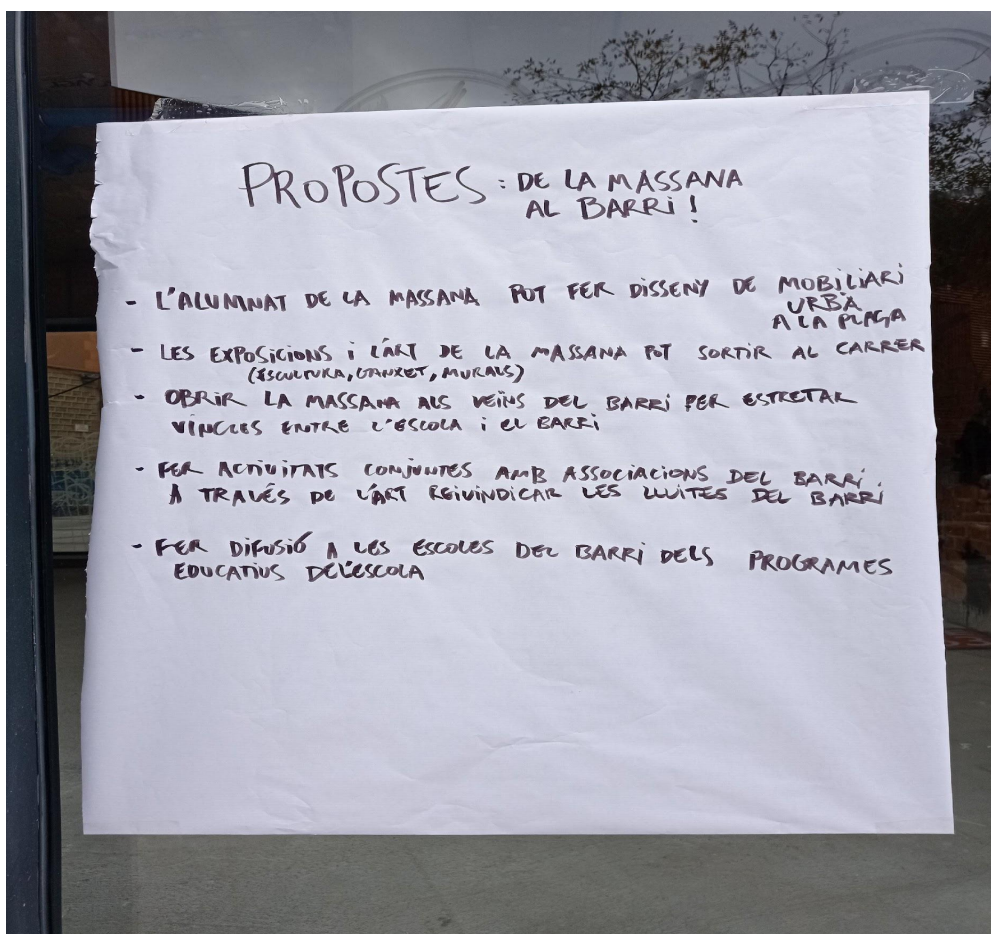 PROPOSTES : DE LA MASSANA
AL BARRi !
- L'ALUMNAT DE LA MASSANA POT FER DISSENY DE MOBILIARi
URBÀ
A LA PLAÇA
- LES EXPOSICIONS i L'ART DE LA MASSANA POT SORTIR AL CARRER
(ESCULTURA, GANXET, MURALS)
- OBRIR LA MASSANA ALS VEÏNS DEL BARRI PER ESTRETAR
VÍNCLES ENTRE L'ESCOLA i EL BARRi
- FER ACTIVITATS CONJUNTES AMB ASSOCIACIONS DEL BARRi.
A TRAVÉS DE L'ART REIVINDICAR LES LLUITES DEL BARRi
- FER DIFUSIÓ A LES ESCOLES DEL BARRi DELS PROGRAMES
EDUCATIUS DE L'ESCOLA